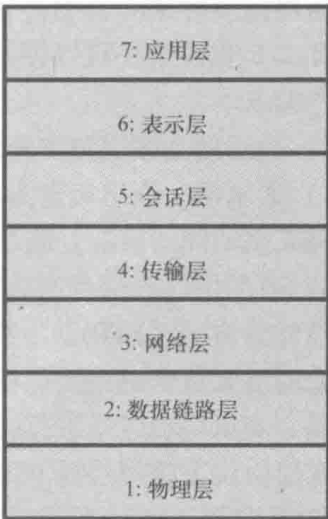 7: 应用层
6: 表示层
5: 会话层
4: 传输层
3: 网络层
2: 数据链路层
1: 物理层